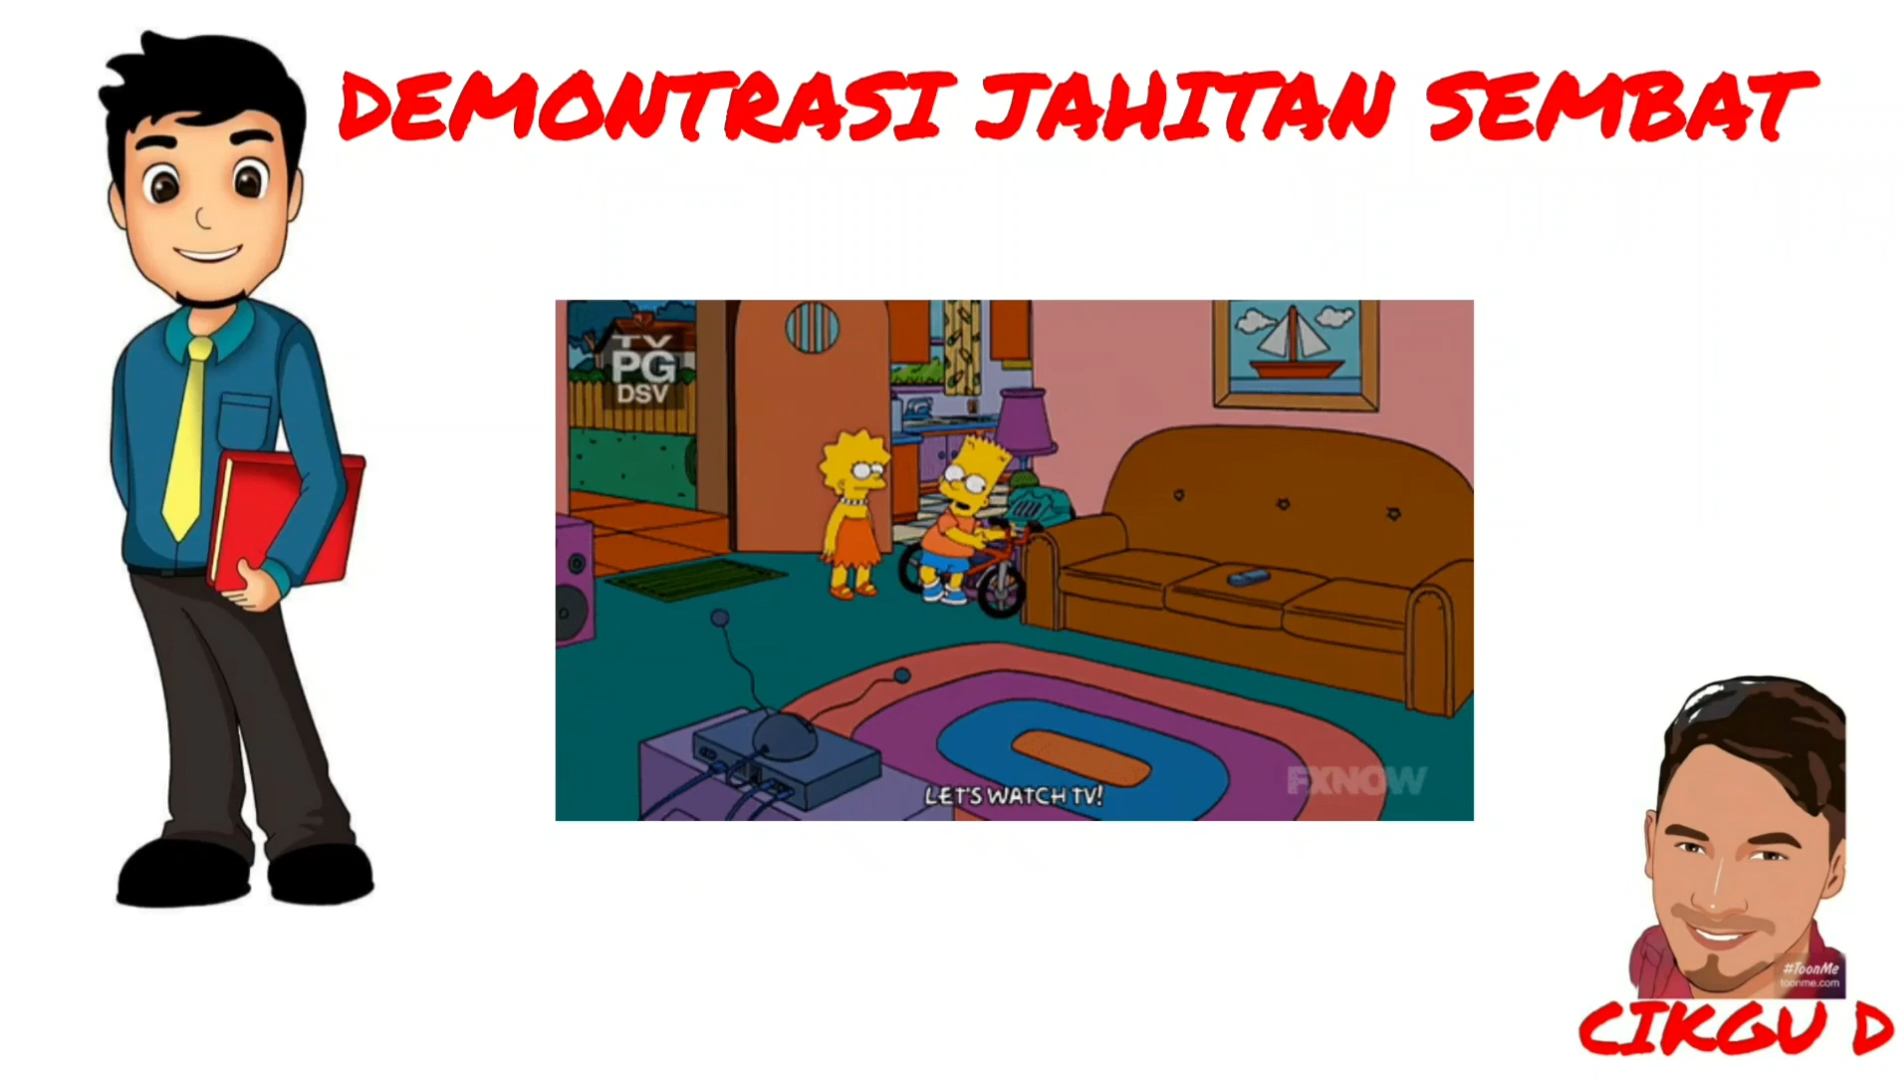 DEMONTRASI JAHITAN SEMBAT
TV
PG
DSV
LET'S WATCH TV!
FXNOW
#ToonMe
toonme.com
CIKGU D